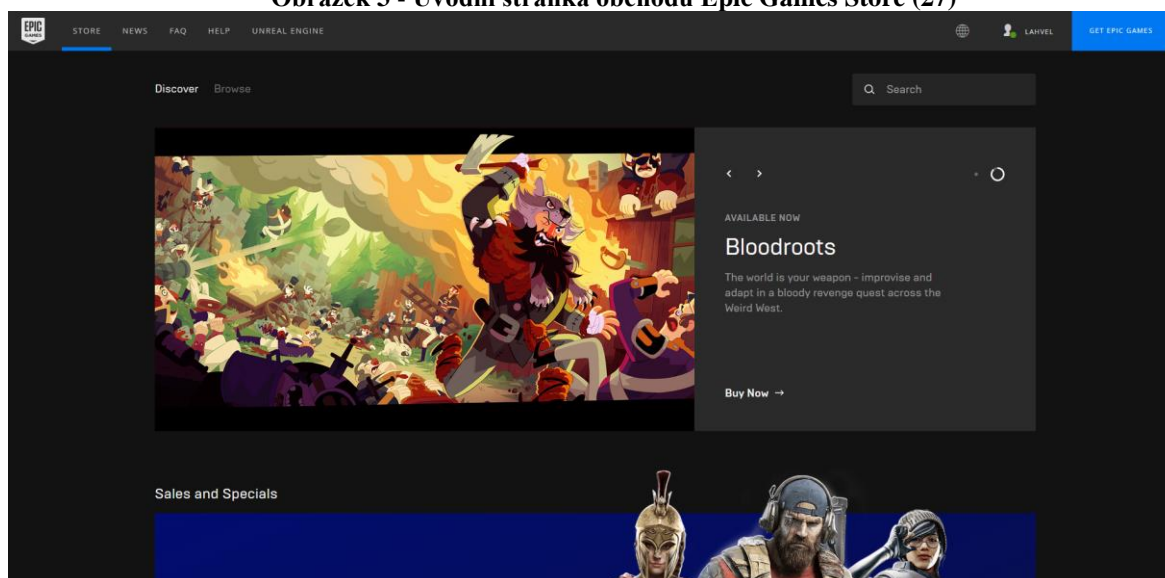 Obrázek 3 - Úvodní stránka obchodu Epic Games Store (27)
EPIC
GAMES
STORE NEWS FAQ HELP UNREAL ENGINE LAHVEL GET EPIC GAMES
Discover Browse Search
AVAILABLE NOW
Bloodroots
The world is your weapon - improvise and
adapt in a bloody revenge quest across the
Weird West.
Buy Now →
Sales and Specials